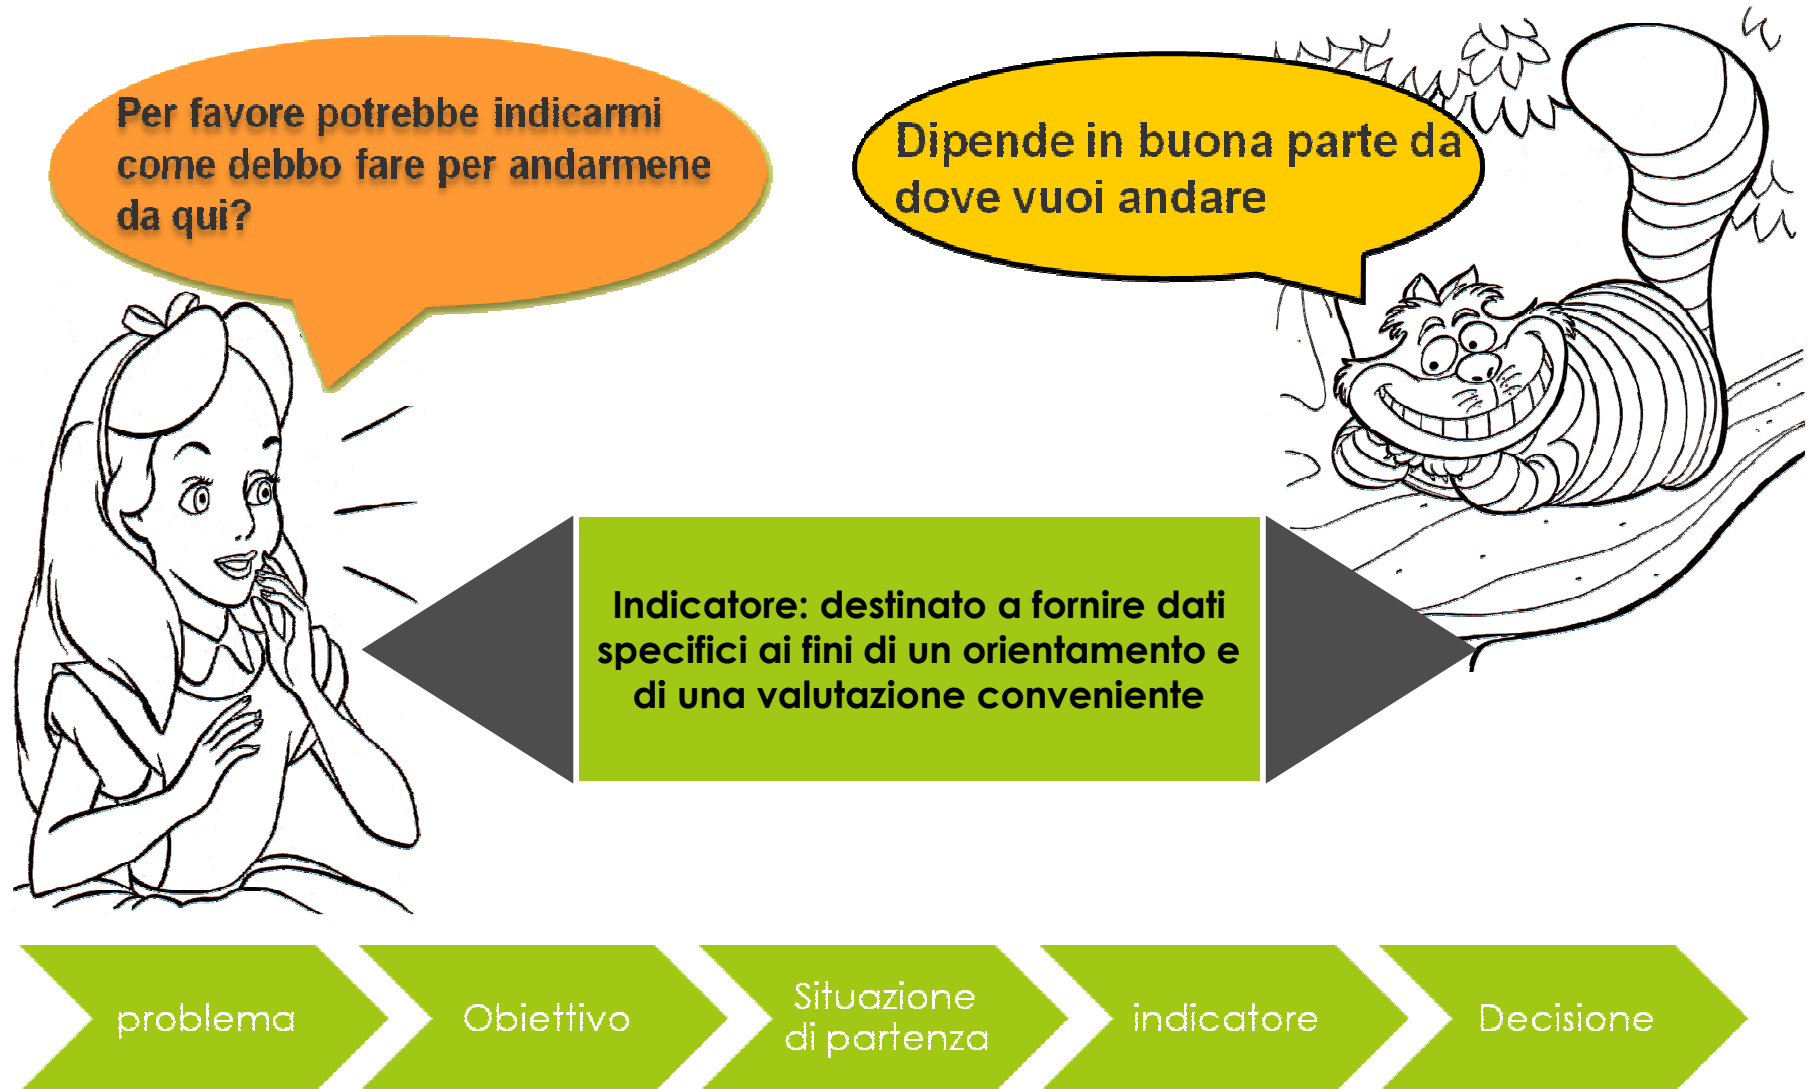 Per favore potrebbe indicarmi
come debbo fare per andarmene
da qui?
Dipende in buona parte da
dove vuoi andare
Indicatore: destinato a fornire dati
specifici ai fini di un orientamento e
di una valutazione conveniente
problema
Obiettivo
Situazione
di partenza
indicatore
Decisione